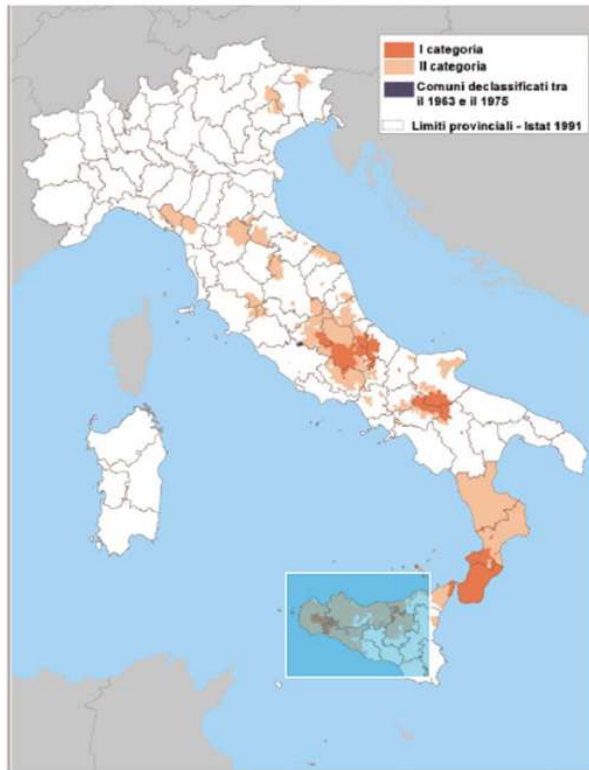 I categoria
II categoria
Comuni declassificati tra
il 1963 e il 1975
Limiti provinciali - Istat 1991